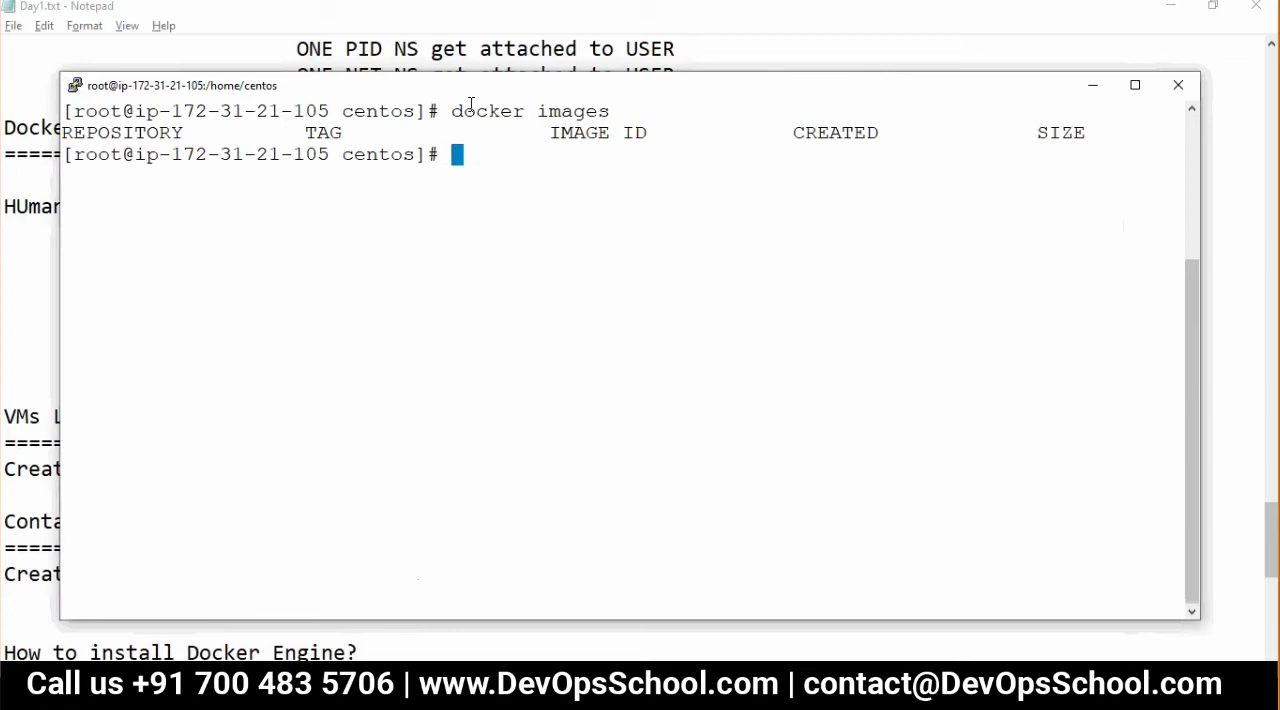 Day1.txt - Notepad
File Edit Format View Help
ONE PID NS get attached to USER
root@ip-172-31-21-105:/home/centos
[root@ip-172-31-21-105 centos]# docker images
REPOSITORY TAG IMAGE ID CREATED SIZE
[root@ip-172-31-21-105 centos]#
Docke
=====
HUman
VMs L
=====
Creat
Conta
=====
Creat
How to install Docker Engine?
Call us +91 700 483 5706 | www.DevOpsSchool.com | contact@DevOpsSchool.com